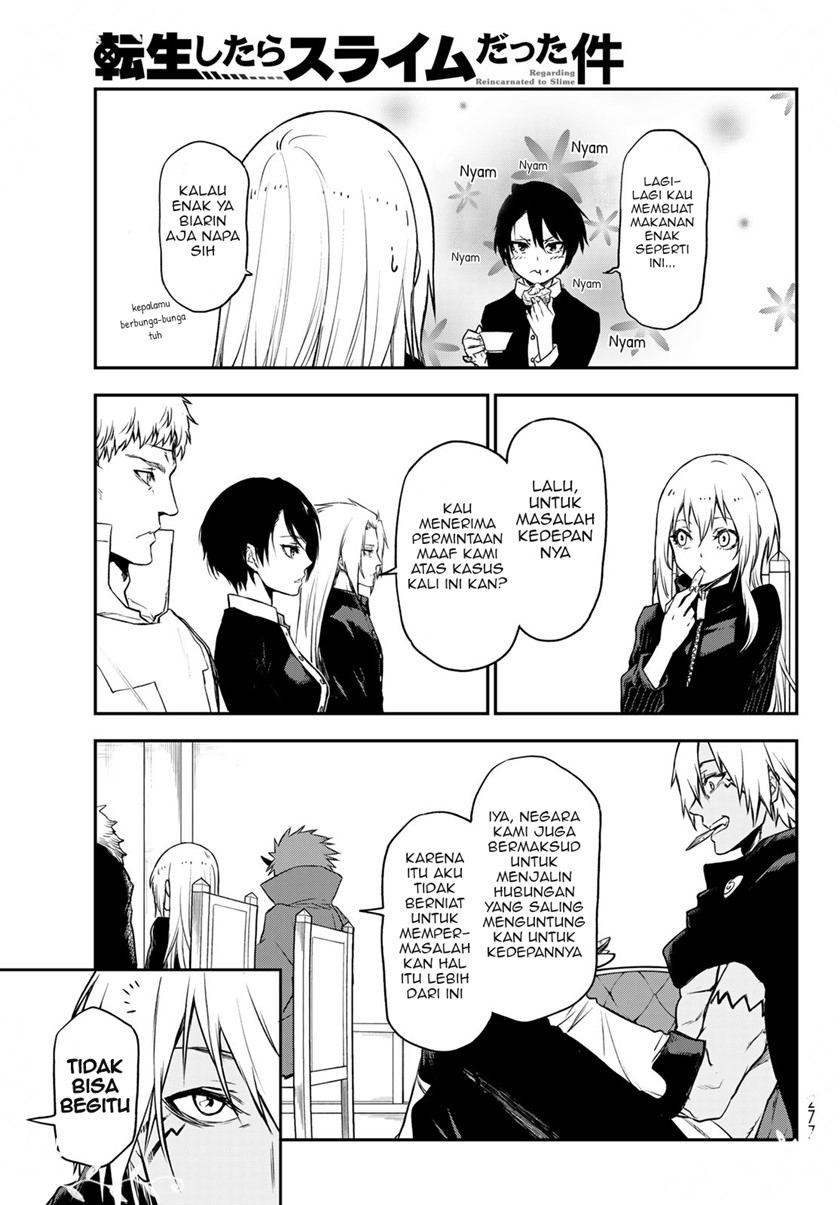 転生したらスライムだった件
Regarding
Reincarnated to Slime
LAGI-
LAGI KAU
MEMBUAT
MAKANAN
ENAK
SEPERTI
INI...
Nyam
Nyam
Nyam
Nyam
Nyam
Nyam
KALAU
ENAK YA
BIARIN
AJA NAPA
SIH
kepalamu
berbunga-bunga
tuh
LALU,
UNTUK
MASALAH
KEDEPAN
NYA
KAU
MENERIMA
PERMINTAAN
MAAF KAMI
ATAS KASUS
KALI INI KAN?
IYA, NEGARA
KAMI JUGA
BERMAKSUD
UNTUK
MENJALIN
HUBUNGAN
YANG SALING
MENGUNTUNG
KAN UNTUK
KEDEPANNYA
KARENA
ITU AKU
TIDAK
BERNIAT
UNTUK
MEMPER-
MASALAH
KAN HAL
ITU LEBIH
DARI INI
TIDAK
BISA
BEGITU
277